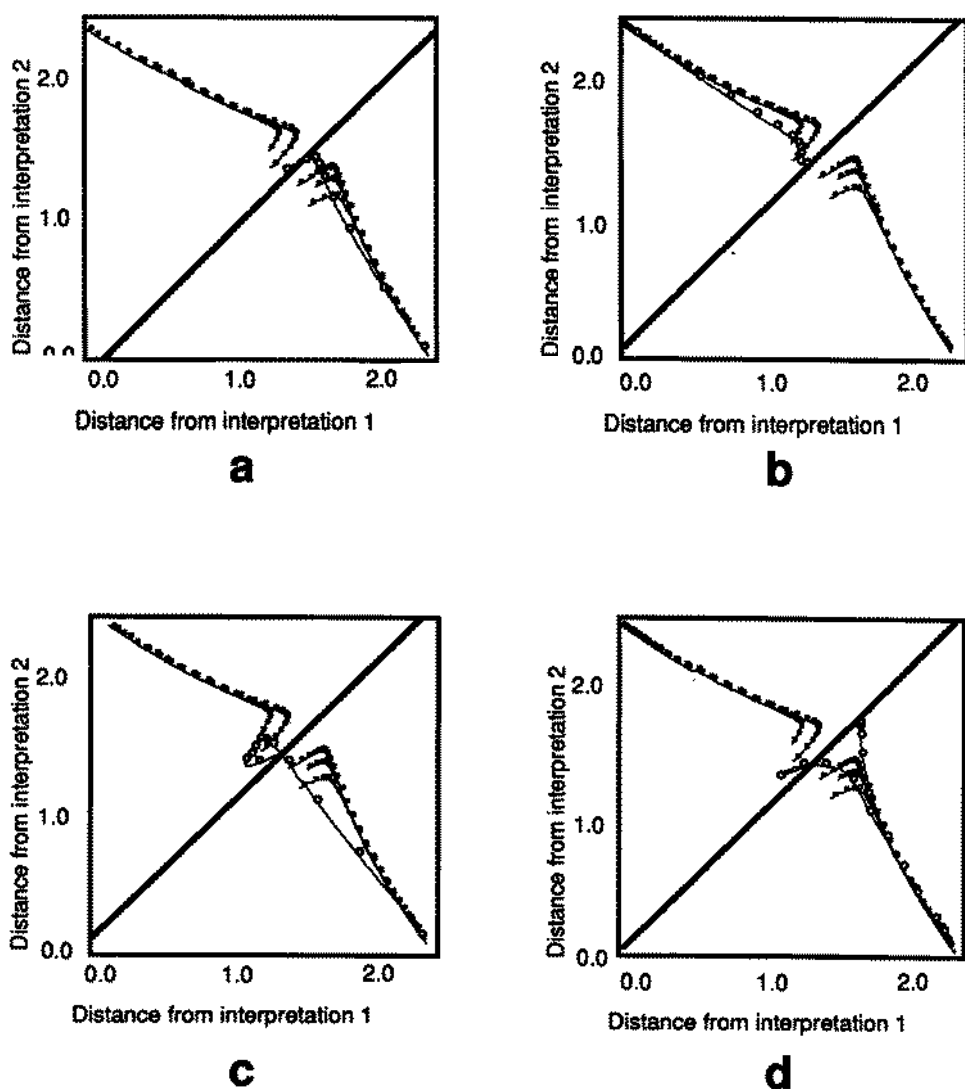 Distance from interpretation 2
2.0
1.0
0.0
0.0 1.0 2.0
Distance from interpretation 1
a
Distance from interpretation 2
2.0
1.0
0.0
0.0 1.0 2.0
Distance from interpretation 1
b
Distance from interpretation 2
2.0
1.0
0.0
0.0 1.0 2.0
Distance from interpretation 1
c
Distance from interpretation 2
2.0
1.0
0.0
0.0 1.0 2.0
Distance from interpretation 1
d